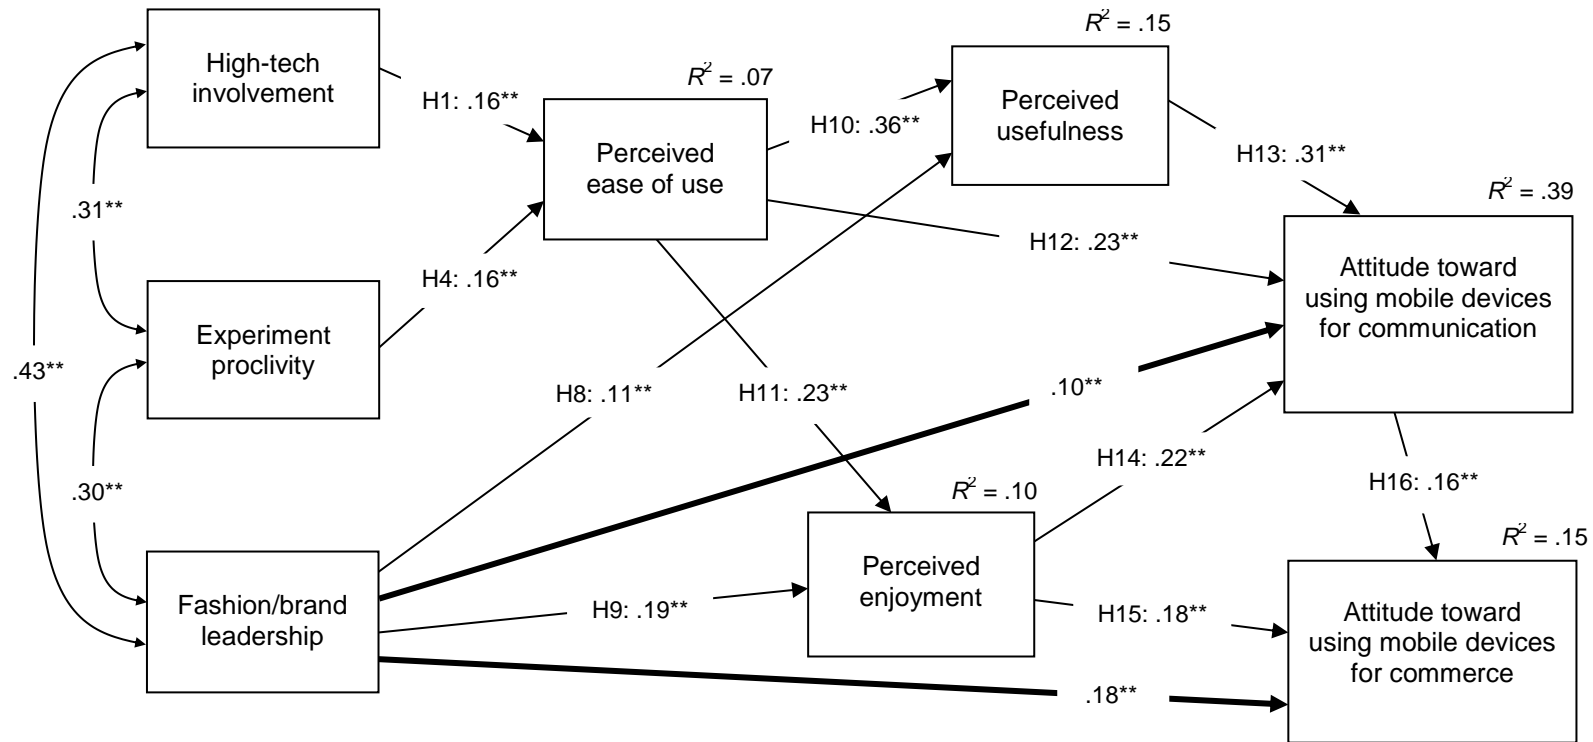 High-tech
involvement
Experiment
proclivity
Fashion/brand
leadership
.31**
.43**
.30**
H1: .16**
H4: .16**
R² = .07
Perceived
ease of use
H10: .36**
H8: .11**
H11: .23**
H12: .23**
.10**
H9: .19**
.18**
R² = .15
Perceived
usefulness
H13: .31**
R² = .10
Perceived
enjoyment
H14: .22**
H15: .18**
R² = .39
Attitude toward
using mobile devices
for communication
H16: .16**
R² = .15
Attitude toward
using mobile devices
for commerce